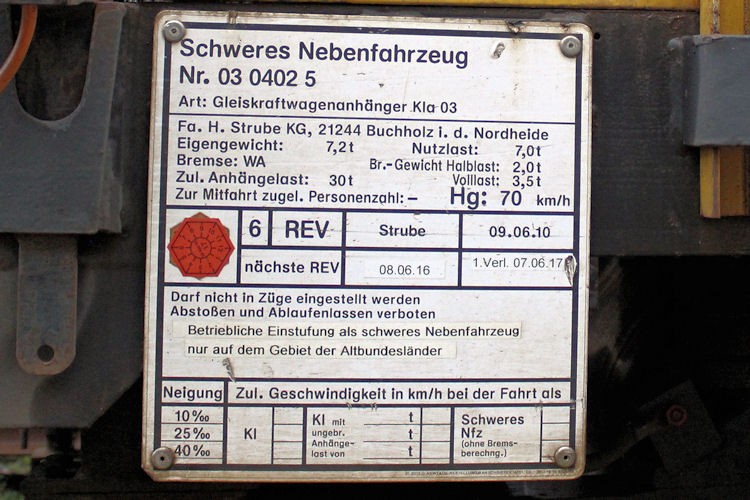 Schweres Nebenfahrzeug
Nr. 03 0402 5
Art: Gleiskraftwagenanhänger Kla 03
Fa. H. Strube KG, 21244 Buchholz i. d. Nordheide
Eigengewicht: 7,2t Nutzlast: 7,0t
Bremse: WA Br.-Gewicht Halblast: 2,0t
Zul. Anhängelast: 30t Vollast: 3,5t
Zur Mitfahrt zugel. Personenzahl: – Hg: 70 km/h
6 REV Strube 09.06.10
nächste REV 08.06.16 1.Verl. 07.06.17
Darf nicht in Züge eingestellt werden
Abstoßen und Ablaufenlassen verboten
Betriebliche Einstufung als schweres Nebenfahrzeug
nur auf dem Gebiet der Altbundesländer
Neigung Zul. Geschwindigkeit in km/h bei der Fahrt als
10‰
25‰
40‰
Kl
Kl mit t
ungebr. t
Anhänge-
last von t
Schweres
Nfz
(ohne Brems-
berechng.)